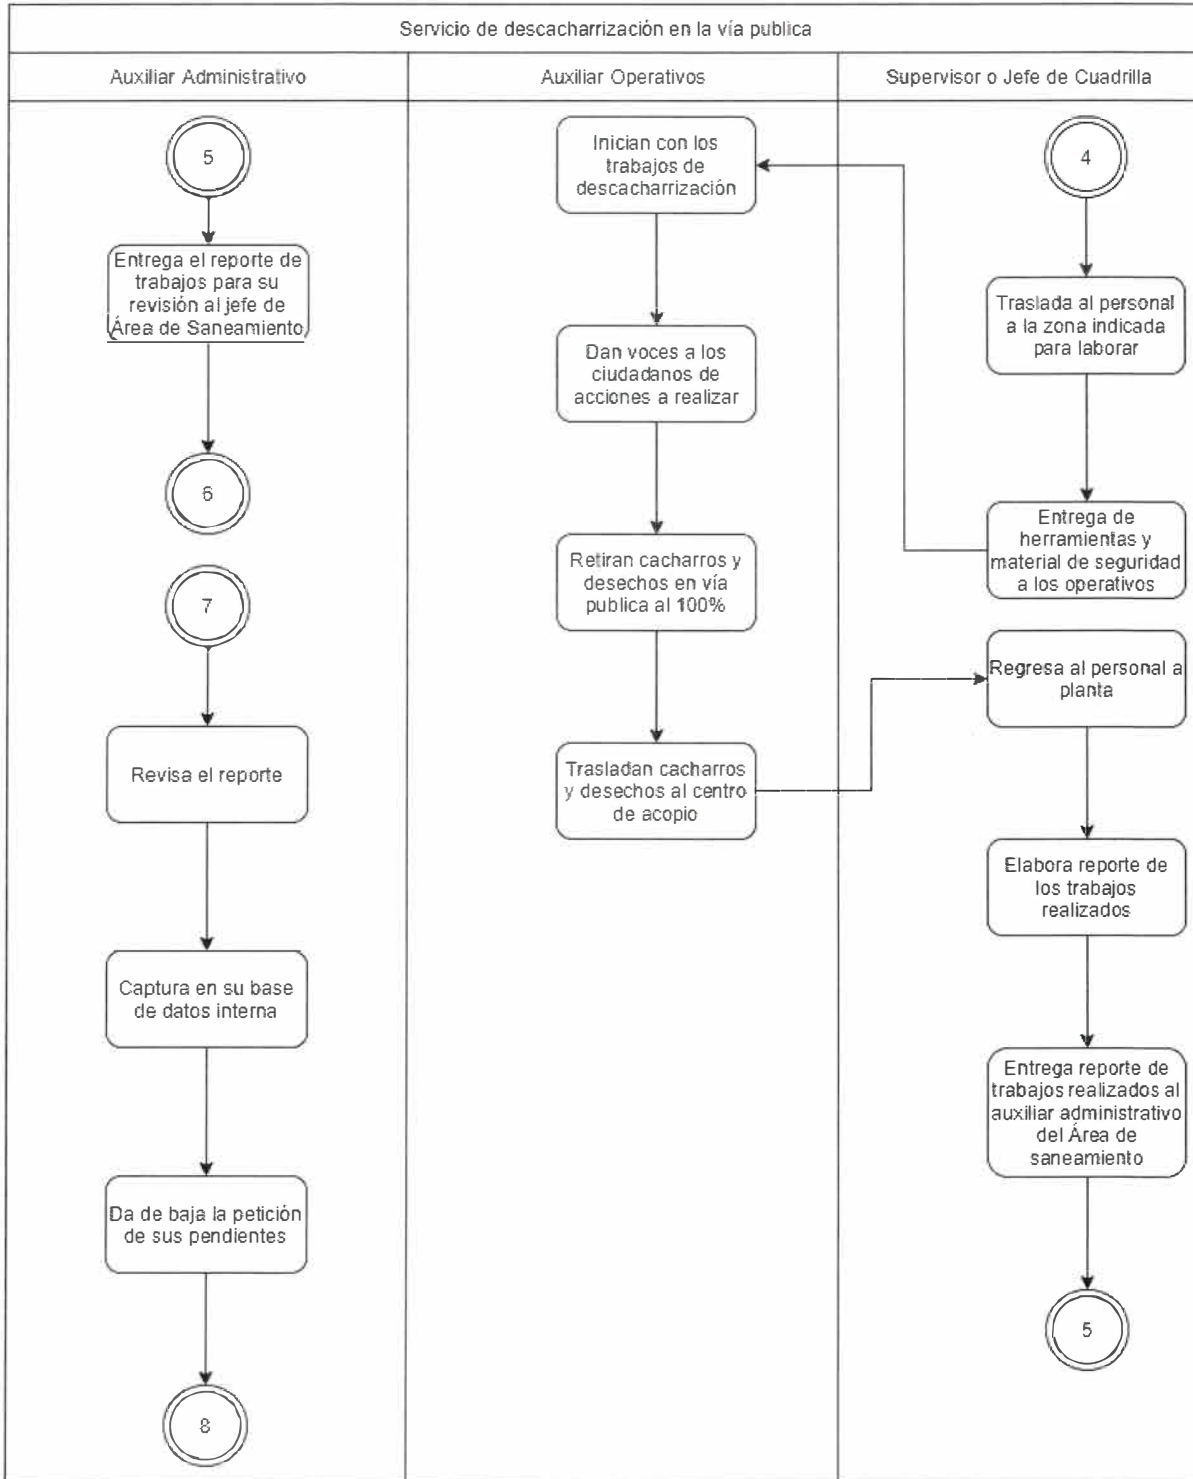 Servicio de descacharrización en la vía publica
Auxiliar Administrativo
Auxiliar Operativos
Supervisor o Jefe de Cuadrilla
5
Entrega el reporte de
trabajos para su
revisión al jefe de
Área de Saneamiento
6
7
Revisa el reporte
Captura en su base
de datos interna
Da de baja la petición
de sus pendientes
8
Inician con los
trabajos de
descacharrización
Dan voces a los
ciudadanos de
acciones a realizar
Retiran cacharros y
desechos en vía
publica al 100%
Trasladan cacharros
y desechos al centro
de acopio
4
Traslada al personal
a la zona indicada
para laborar
Entrega de
herramientas y
material de seguridad
a los operativos
Regresa al personal a
planta
Elabora reporte de
los trabajos
realizados
Entrega reporte de
trabajos realizados al
auxiliar administrativo
del Área de
saneamiento
5